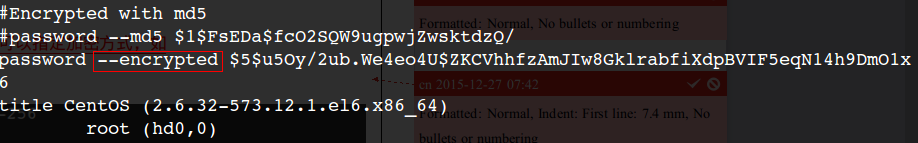 #Encrypted with md5
#password --md5 $1$FsEDa$fcO2SQW9ugpwjZwsktdzQ/
password --encrypted $5$u5Oy/2ub.We4eo4U$ZKCVhhfzAmJIw8GklrabfiXdpBVIF5eqN14h9DmO1x
6
title CentOS (2.6.32-573.12.1.el6.x86_64)
root (hd0,0)
Formatted: Normal, No bullets or numbering
cn 2015-12-27 07:42
Formatted: Normal, Indent: First line: 7.4 mm, No
bullets or numbering
可以指定加密方式，如
-256